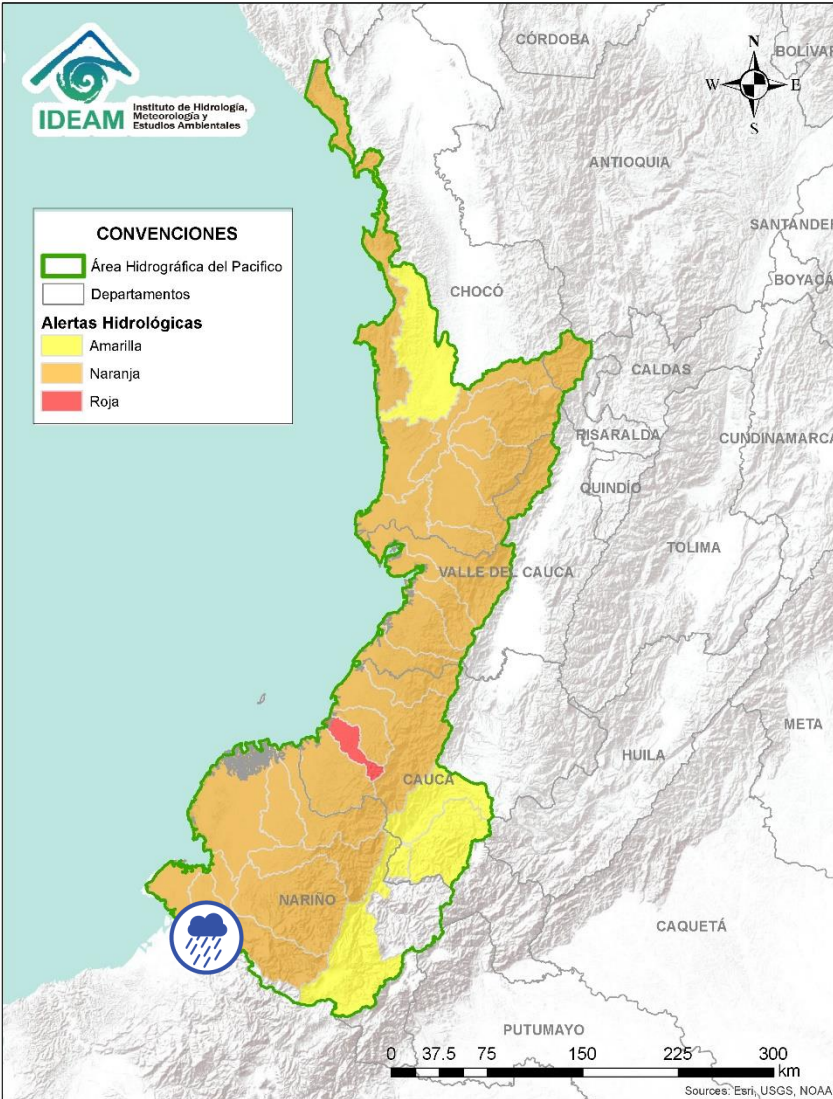 IDEAM
Instituto de Hidrología,
Meteorología y
Estudios Ambientales
N
W
E
S
CÓRDOBA
BOLÍVAR
ANTIOQUIA
SANTANDER
BOYACÁ
CHOCÓ
CALDAS
RISARALDA
CUNDINAMARCA
QUINDÍO
TOLIMA
VALLE DEL CAUCA
META
HUILA
CAUCA
NARIÑO
CAQUETÁ
PUTUMAYO
CONVENCIONES
Área Hidrográfica del Pacifico
Departamentos
Alertas Hidrológicas
Amarilla
Naranja
Roja
0 37.5 75 150 225 300
km
Sources: Esri, USGS, NOAA